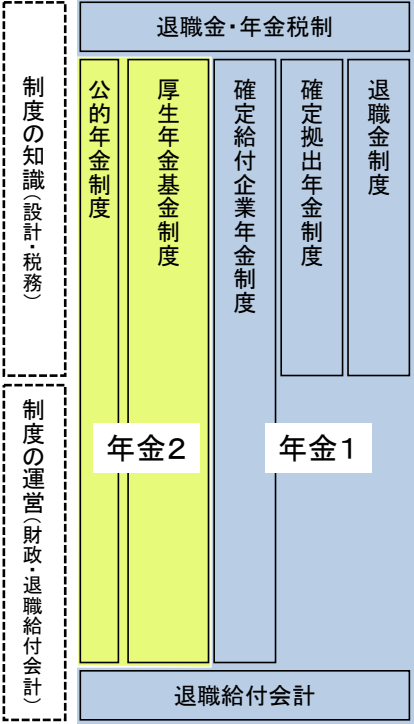 退職金・年金税制
制度の知識（設計・税務）
公的年金制度
厚生年金基金制度
確定給付企業年金制度
確定拠出年金制度
退職金制度
制度の運営（財政・退職給付会計）
年金２
年金１
退職給付会計